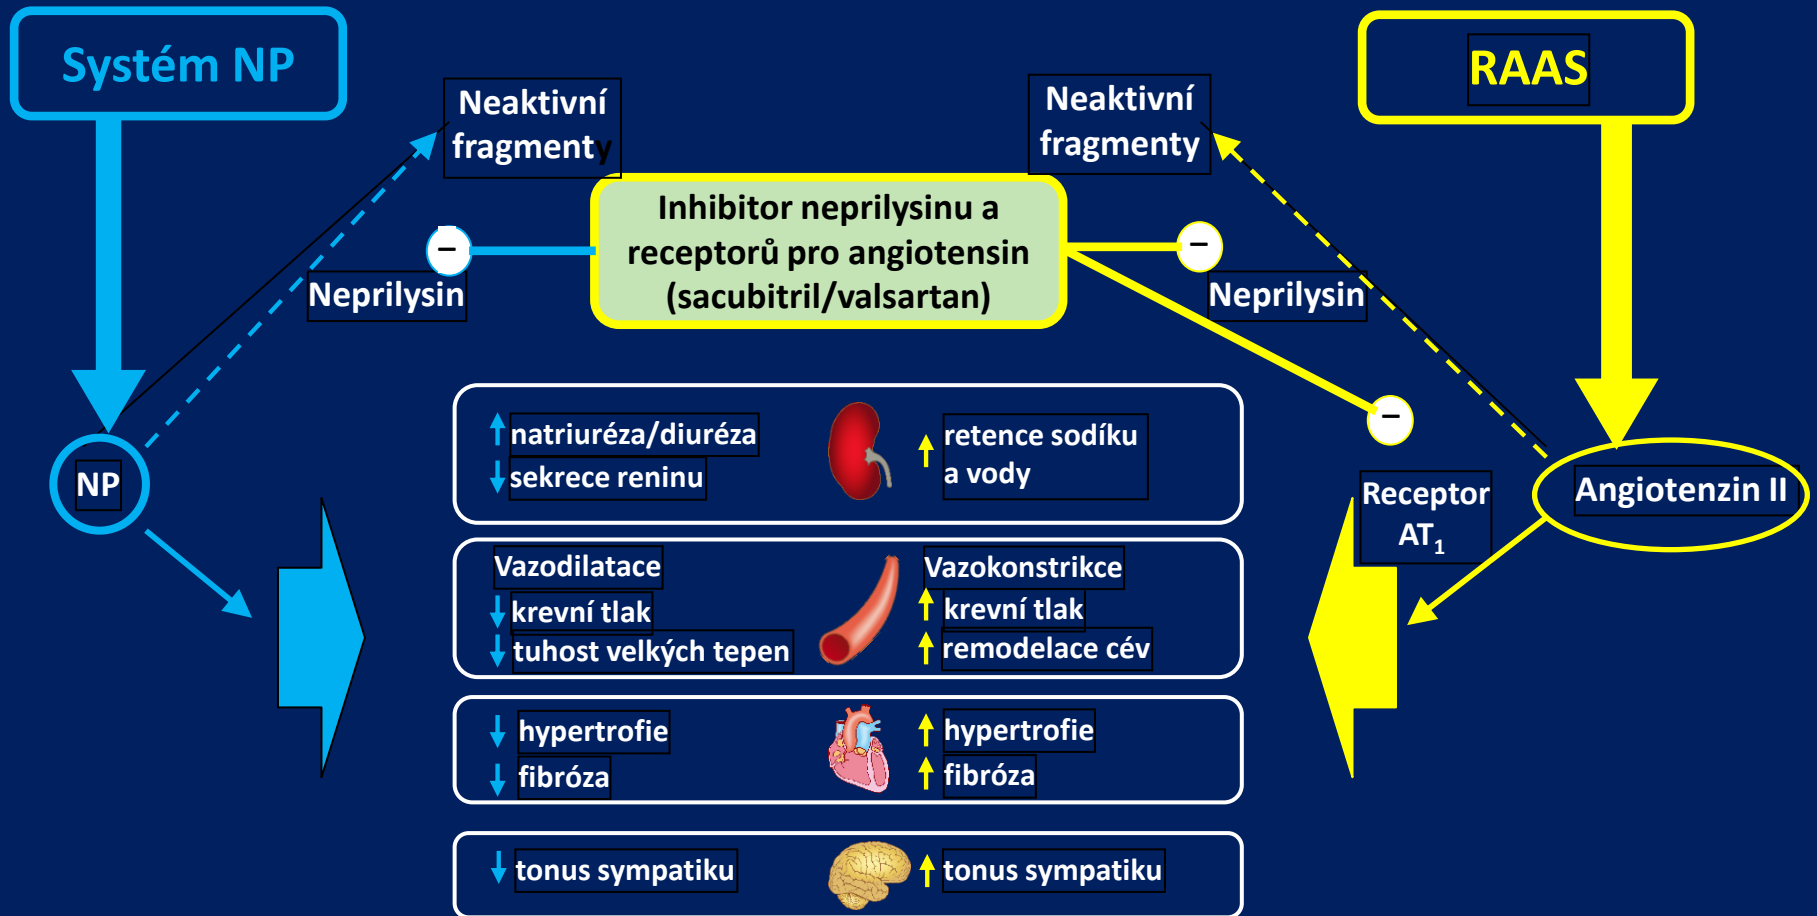 Systém NP
RAAS
Neaktivní
fragmenty
Neaktivní
fragmenty
Inhibitor neprilysinu a
receptorů pro angiotensin
(sacubitril/valsartan)
–
–
Neprilysin
Neprilysin
–
NP
Angiotenzin II
Receptor
AT₁
↑ natriuréza/diuréza
↓ sekrece reninu
↑ retence sodíku
a vody
Vazodilatace
↓ krevní tlak
↓ tuhost velkých tepen
Vazokonstrikce
↑ krevní tlak
↑ remodelace cév
↓ hypertrofie
↓ fibróza
↑ hypertrofie
↑ fibróza
↓ tonus sympatiku
↑ tonus sympatiku